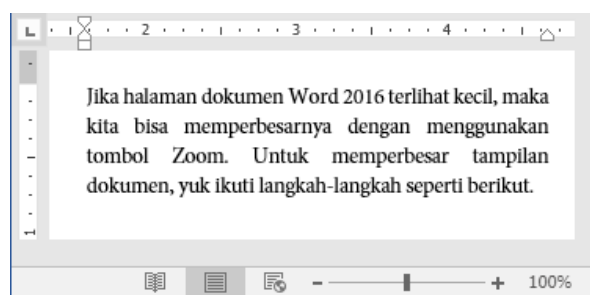 2 3 4
Jika halaman dokumen Word 2016 terlihat kecil, maka
kita bisa memperbesarnya dengan menggunakan
tombol Zoom. Untuk memperbesar tampilan
dokumen, yuk ikuti langkah-langkah seperti berikut.
1
100%